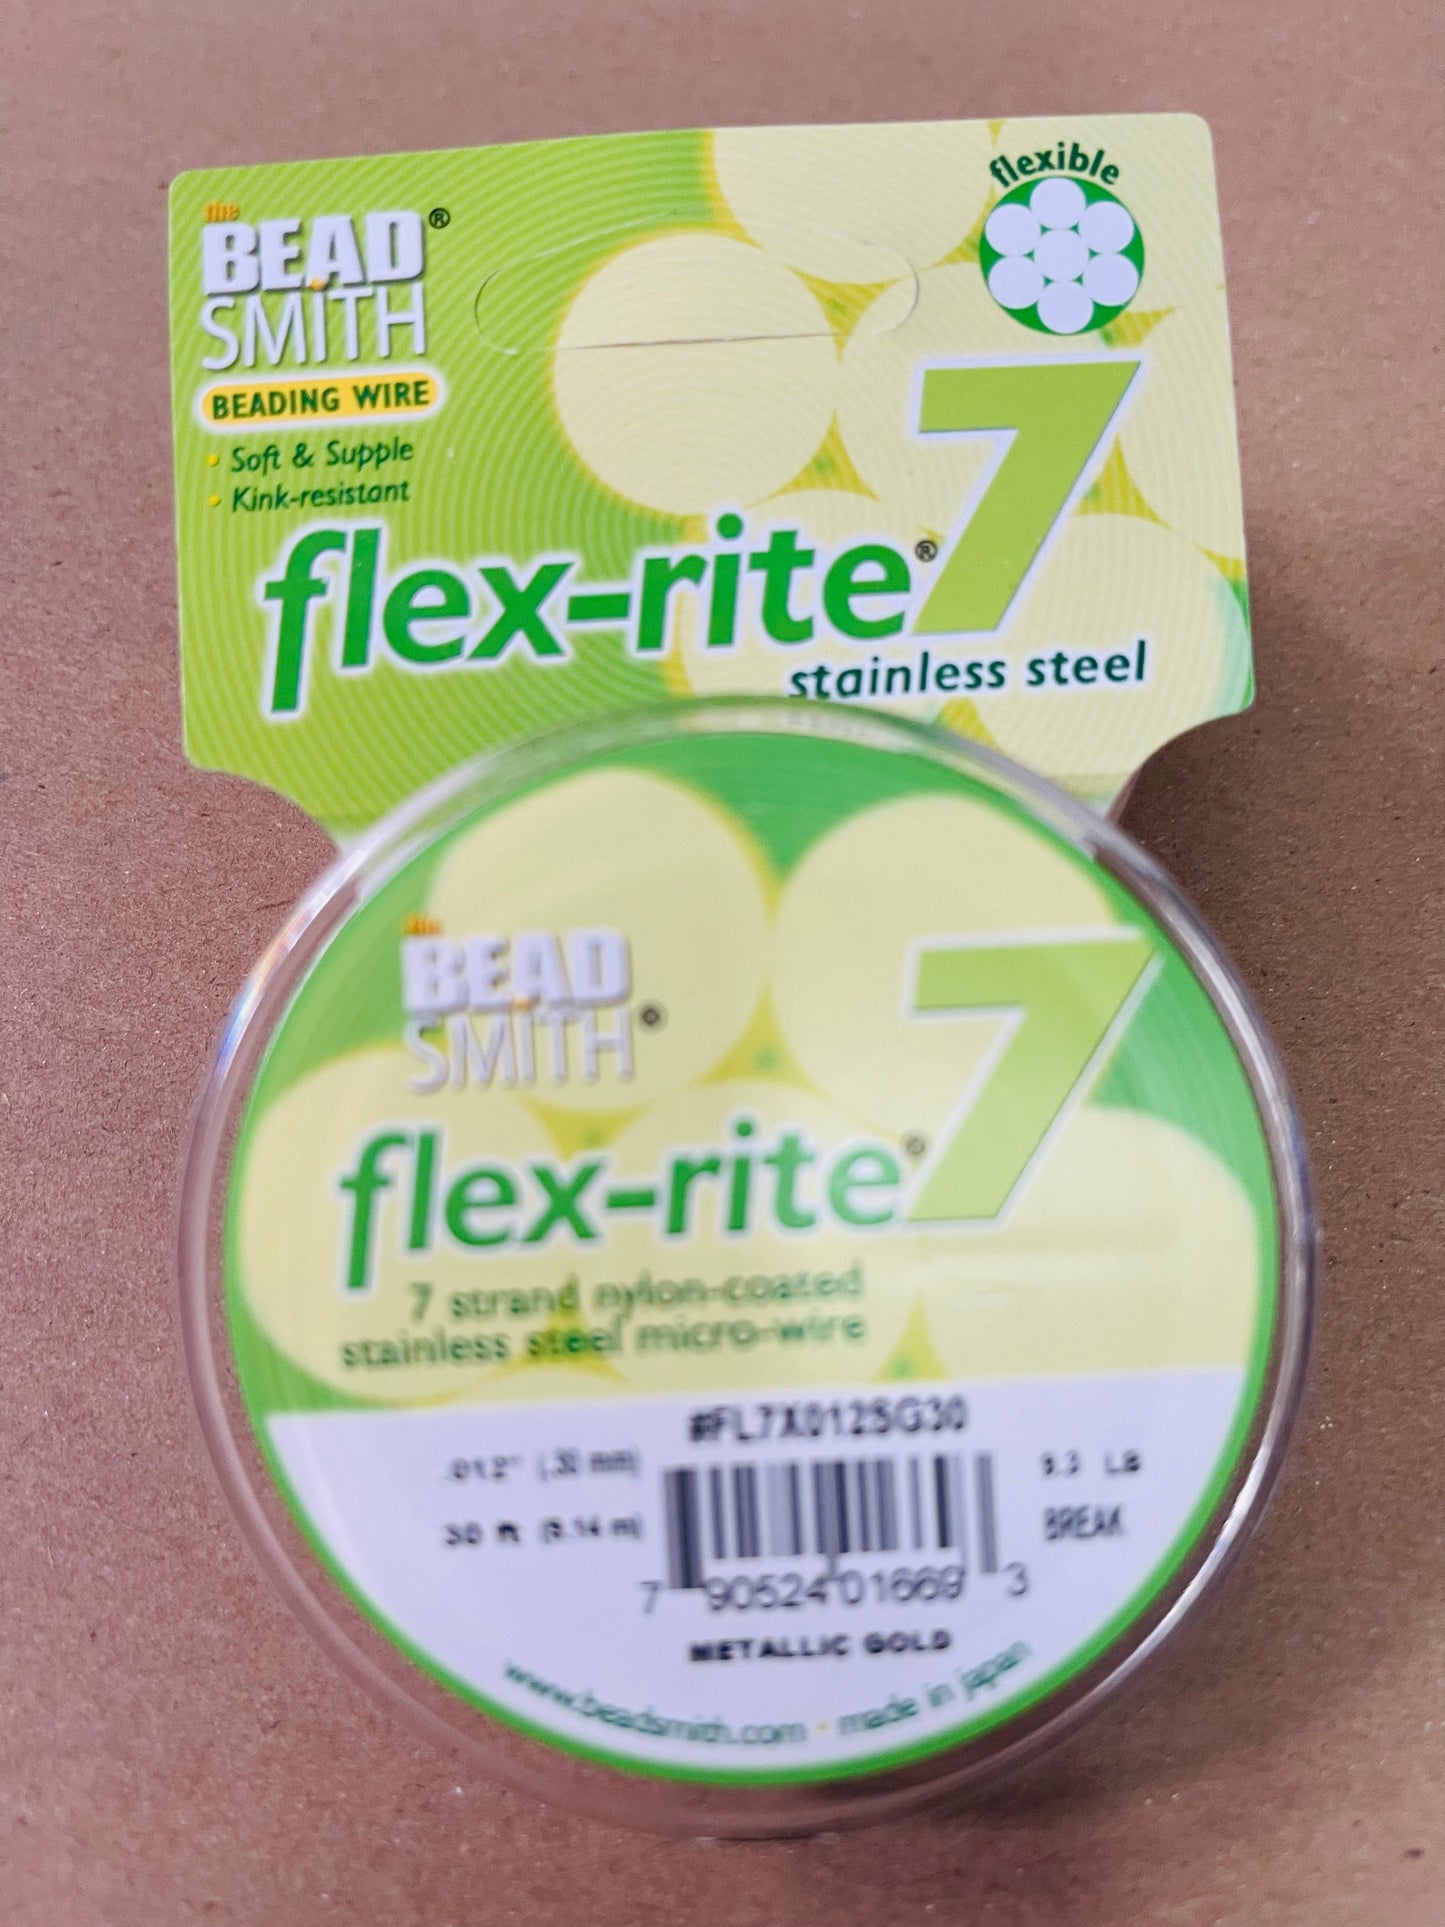 flexible
the
BEAD®
SMITH
BEADING WIRE
• Soft & Supple
• Kink-resistant
flex-rite® 7
stainless steel
the
BEAD
SMITH®
flex-rite® 7
7 strand nylon-coated
stainless steel micro-wire
#FL7X012SG30
.012" (.30 mm)
30 ft (9.14 m)
LB
BREAK
7 90524 01669 3
METALLIC GOLD
www.beadsmith.com • made in japan